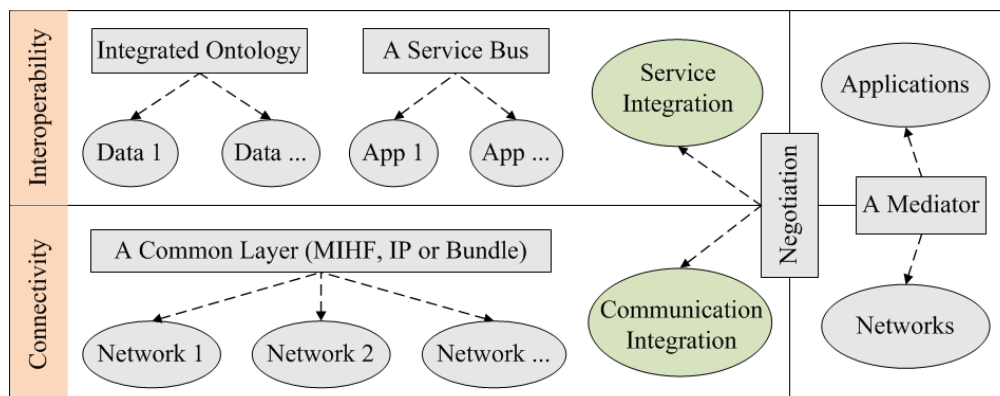 Interoperability
Integrated Ontology
A Service Bus
Data 1
Data ...
App 1
App ...
Service
Integration
Applications
Negotiation
A Mediator
Connectivity
A Common Layer (MIHF, IP or Bundle)
Network 1
Network 2
Network ...
Communication
Integration
Networks